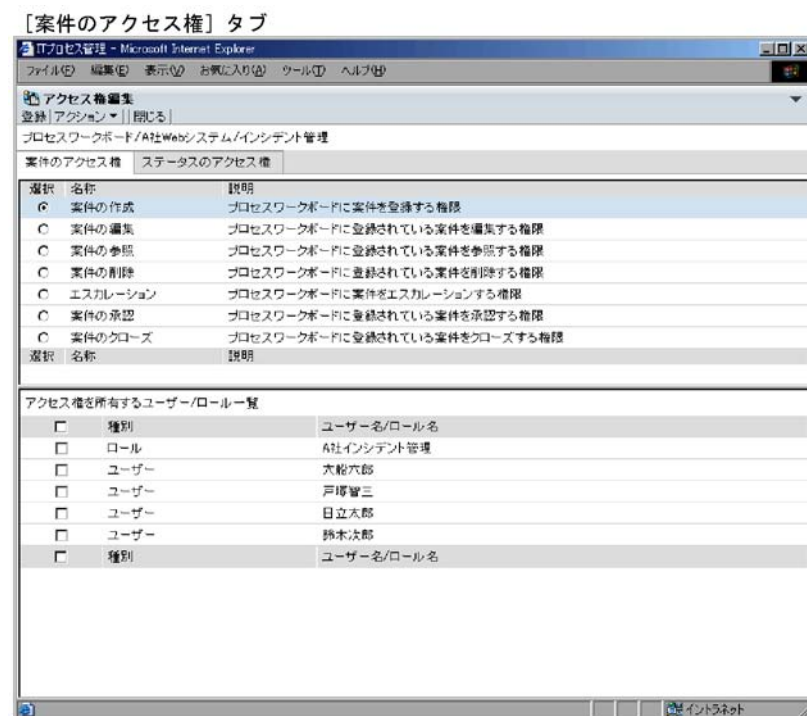 [案件のアクセス権] タブ
ITプロセス管理 - Microsoft Internet Explorer
ファイル(F) 編集(E) 表示(V) お気に入り(A) ツール(T) ヘルプ(H)
アクセス権編集
登録|アクション▼||閉じる|
プロセスワークボード/A社Webシステム/インシデント管理
案件のアクセス権 ステータスのアクセス権
選択 名称 説明
案件の作成 プロセスワークボードに案件を登録する権限
案件の編集 プロセスワークボードに登録されている案件を編集する権限
案件の参照 プロセスワークボードに登録されている案件を参照する権限
案件の削除 プロセスワークボードに登録されている案件を削除する権限
エスカレーション プロセスワークボードに案件をエスカレーションする権限
案件の承認 プロセスワークボードに登録されている案件を承認する権限
案件のクローズ プロセスワークボードに登録されている案件をクローズする権限
選択 名称 説明
アクセス権を所有するユーザー/ロール一覧
種別 ユーザー名/ロール名
ロール A社インシデント管理
ユーザー 大船六郎
ユーザー 戸塚智三
ユーザー 日立太郎
ユーザー 鈴木次郎
種別 ユーザー名/ロール名
イントラネット